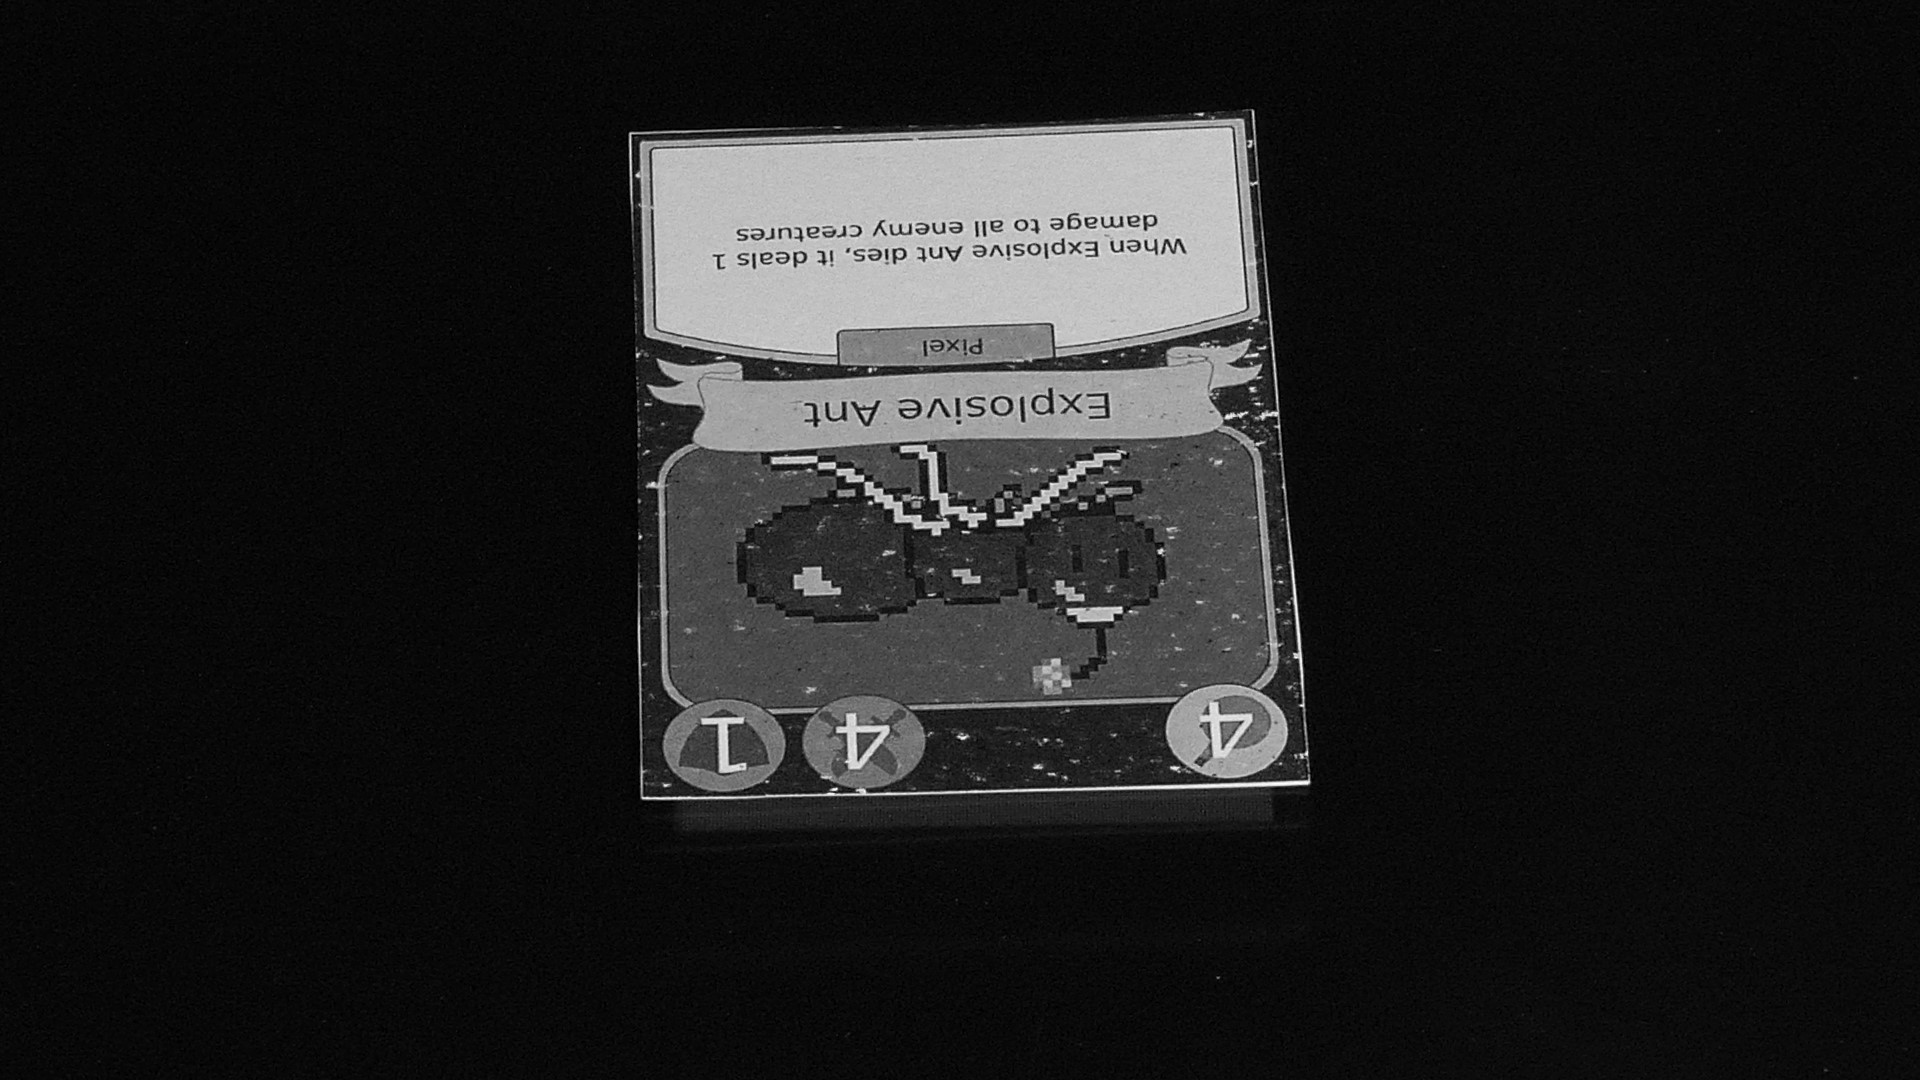 4 4 1
Explosive Ant
Pixel
When Explosive Ant dies, it deals 1
damage to all enemy creatures